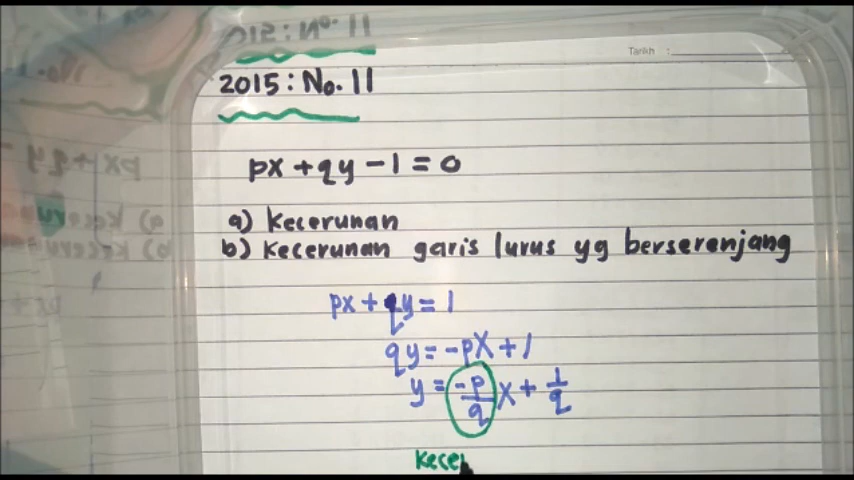 Tarikh :
2015 : No. 11
px + qy - 1 = 0
a) Kecerunan
b) Kecerunan garis lurus yg berserenjang
px + qy = 1
qy = -px + 1
y = -p/q x + 1/q
Kecer